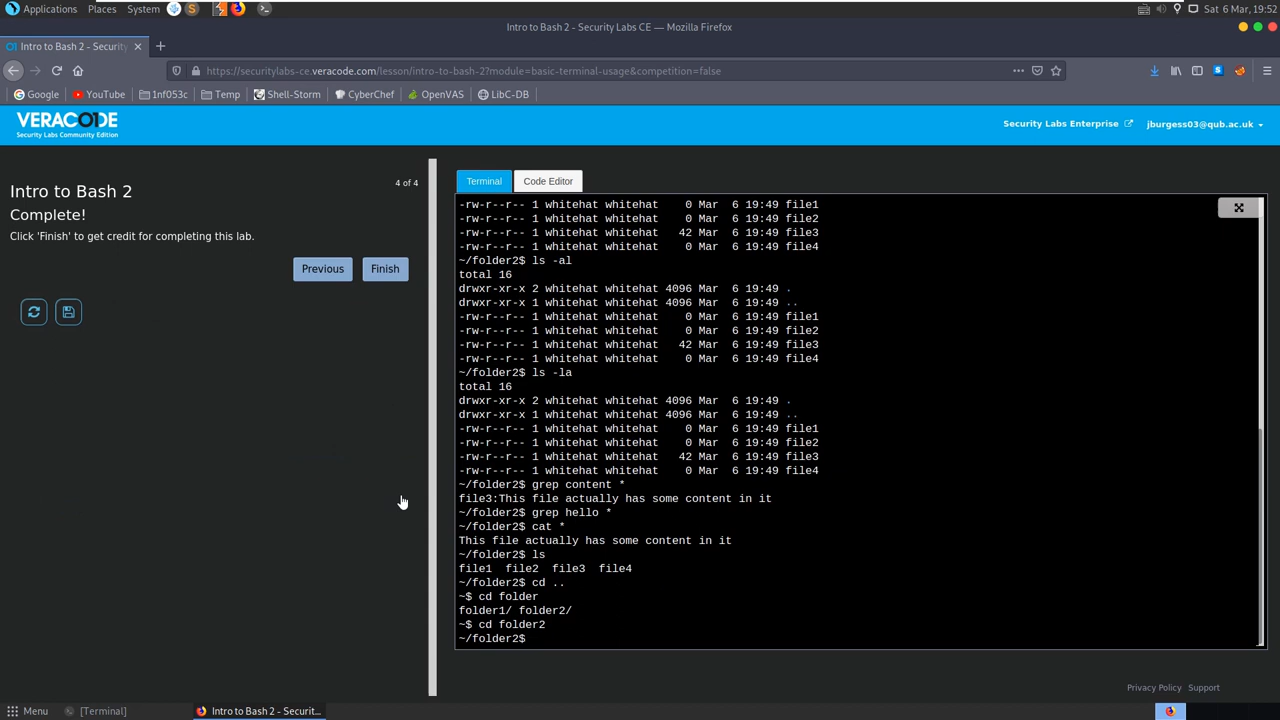 Applications Places System Sat 6 Mar, 19:52
Intro to Bash 2 - Security Labs CE — Mozilla Firefox
Intro to Bash 2 - Security
https://securitylabs-ce.veracode.com/lesson/intro-to-bash-2?module=basic-terminal-usage&competition=false
Google YouTube 1nf053c Temp Shell-Storm CyberChef OpenVAS LibC-DB
VERACODE
Security Labs Community Edition
Security Labs Enterprise jburgess03@qub.ac.uk
Intro to Bash 2
4 of 4
Complete!
Click 'Finish' to get credit for completing this lab.
Previous Finish
Terminal Code Editor
-rw-r--r-- 1 whitehat whitehat    0 Mar  6 19:49 file1
-rw-r--r-- 1 whitehat whitehat    0 Mar  6 19:49 file2
-rw-r--r-- 1 whitehat whitehat   42 Mar  6 19:49 file3
-rw-r--r-- 1 whitehat whitehat    0 Mar  6 19:49 file4
~/folder2$ ls -al
total 16
drwxr-xr-x 2 whitehat whitehat 4096 Mar  6 19:49 .
drwxr-xr-x 1 whitehat whitehat 4096 Mar  6 19:49 ..
-rw-r--r-- 1 whitehat whitehat    0 Mar  6 19:49 file1
-rw-r--r-- 1 whitehat whitehat    0 Mar  6 19:49 file2
-rw-r--r-- 1 whitehat whitehat   42 Mar  6 19:49 file3
-rw-r--r-- 1 whitehat whitehat    0 Mar  6 19:49 file4
~/folder2$ ls -la
total 16
drwxr-xr-x 2 whitehat whitehat 4096 Mar  6 19:49 .
drwxr-xr-x 1 whitehat whitehat 4096 Mar  6 19:49 ..
-rw-r--r-- 1 whitehat whitehat    0 Mar  6 19:49 file1
-rw-r--r-- 1 whitehat whitehat    0 Mar  6 19:49 file2
-rw-r--r-- 1 whitehat whitehat   42 Mar  6 19:49 file3
-rw-r--r-- 1 whitehat whitehat    0 Mar  6 19:49 file4
~/folder2$ grep content *
file3:This file actually has some content in it
~/folder2$ grep hello *
~/folder2$ cat *
This file actually has some content in it
~/folder2$ ls
file1  file2  file3  file4
~/folder2$ cd ..
~$ cd folder
folder1/ folder2/
~$ cd folder2
~/folder2$
Privacy Policy Support
Menu [Terminal] Intro to Bash 2 - Securit...